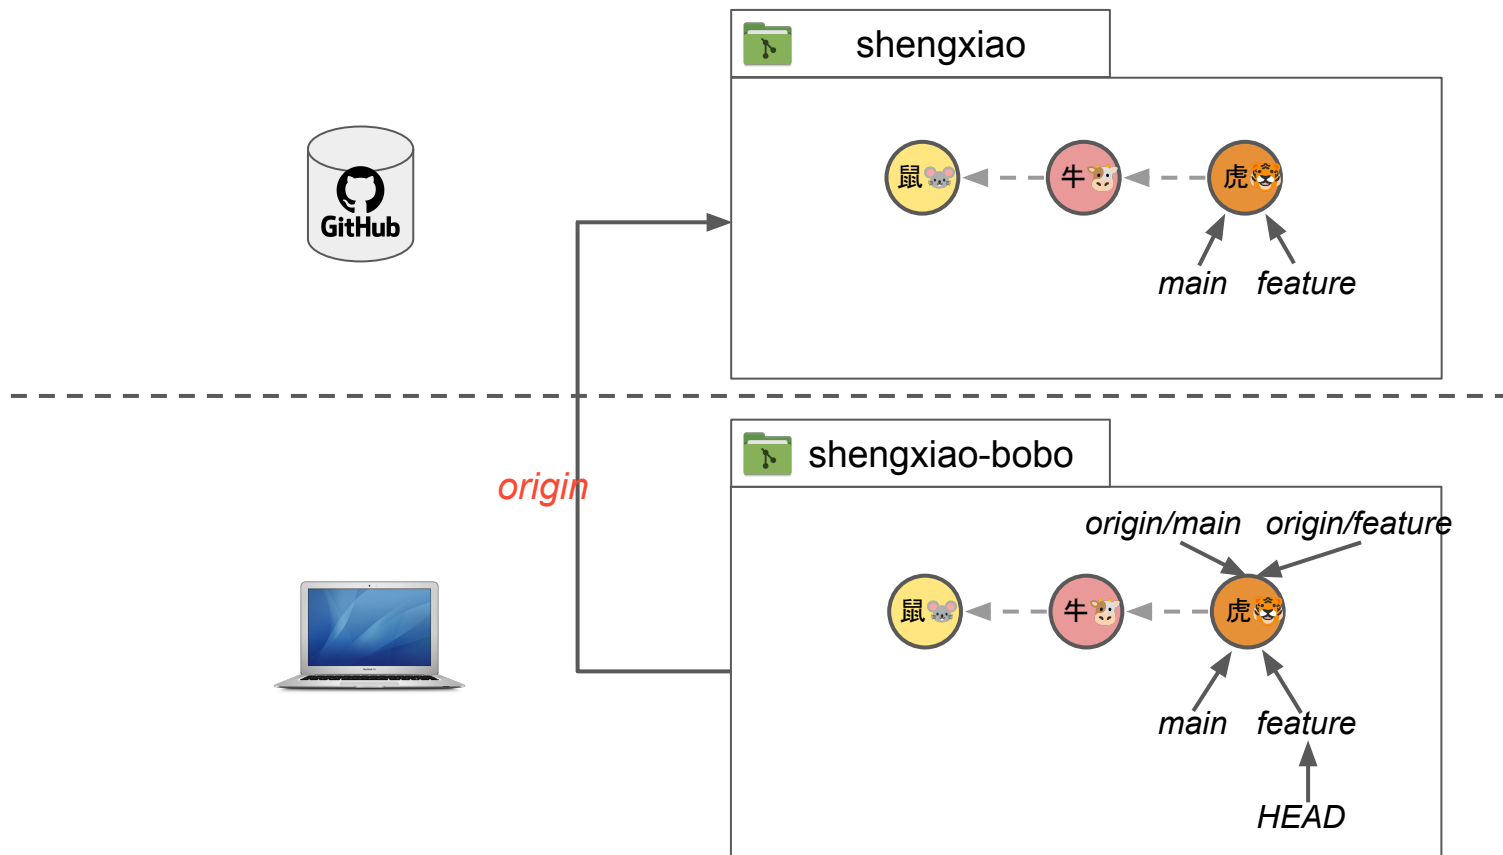 shengxiao
鼠 牛 虎
GitHub
main feature
shengxiao-bobo
origin
origin/main origin/feature
鼠 牛 虎
main feature
HEAD